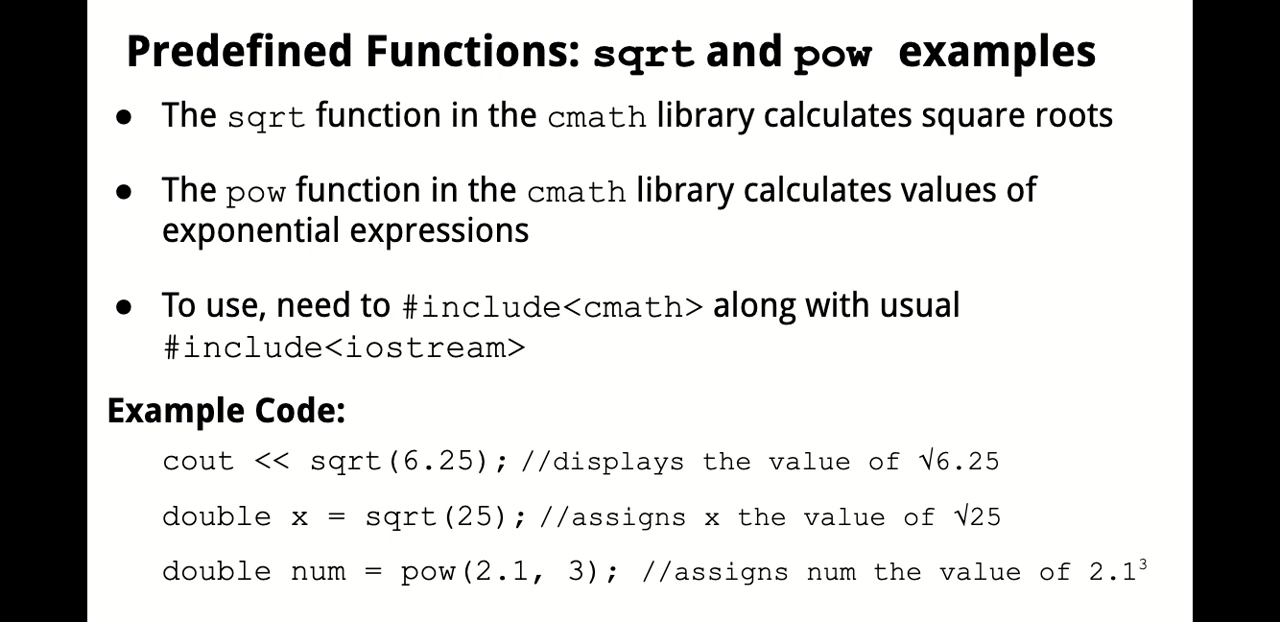 Predefined Functions: sqrt and pow examples
● The sqrt function in the cmath library calculates square roots
● The pow function in the cmath library calculates values of
exponential expressions
● To use, need to #include<cmath> along with usual
#include<iostream>
Example Code:
cout << sqrt(6.25); //displays the value of √6.25
double x = sqrt(25); //assigns x the value of √25
double num = pow(2.1, 3); //assigns num the value of 2.1³